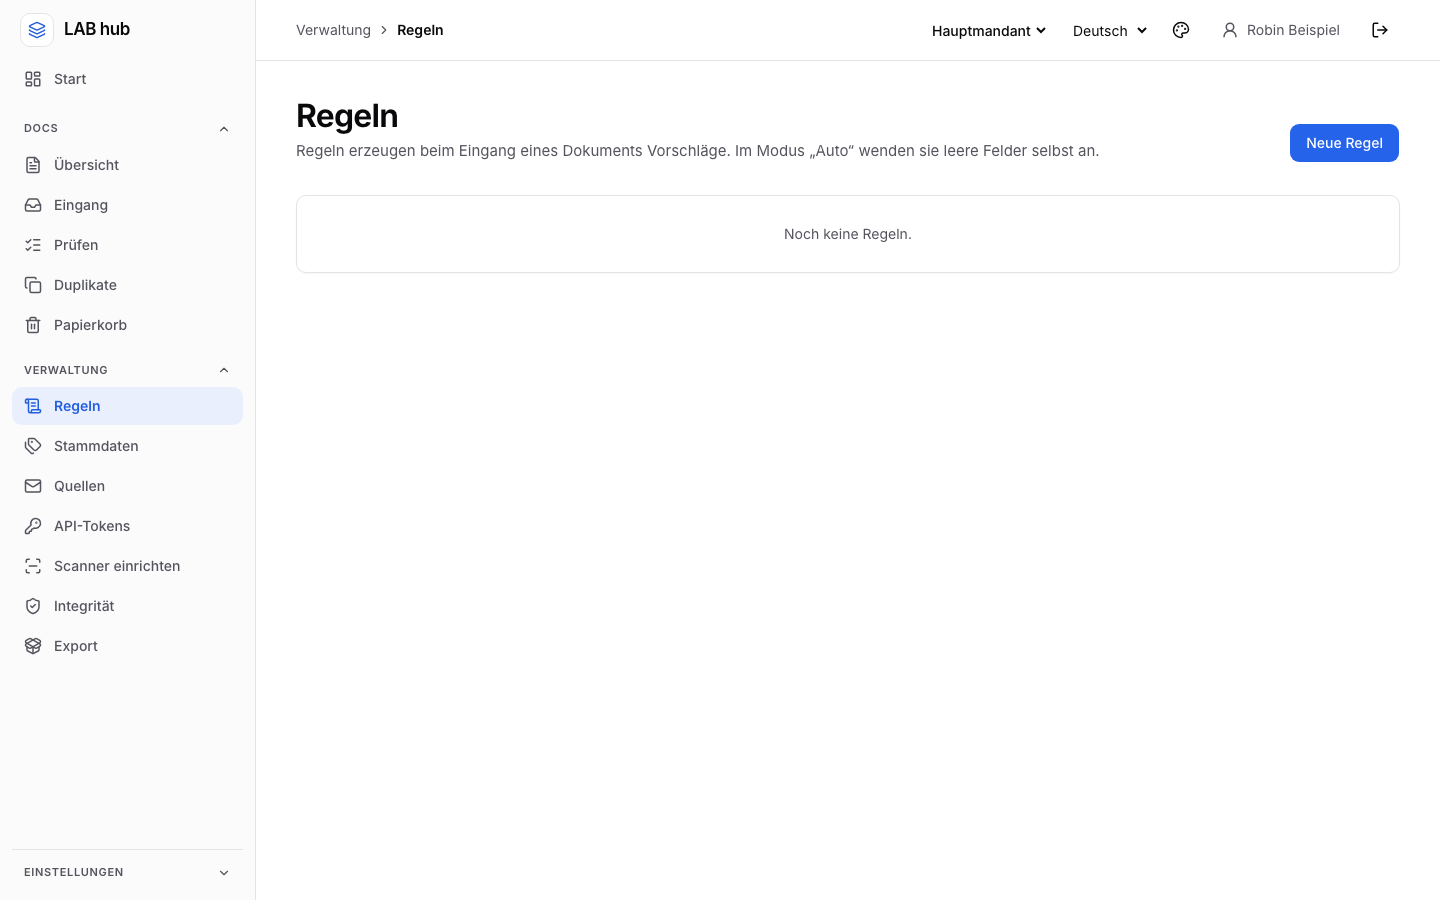 LAB hub
Start
DOCS
Übersicht
Eingang
Prüfen
Duplikate
Papierkorb
VERWALTUNG
Regeln
Stammdaten
Quellen
API-Tokens
Scanner einrichten
Integrität
Export
EINSTELLUNGEN
Verwaltung > Regeln
Hauptmandant
Deutsch
Robin Beispiel
Regeln
Regeln erzeugen beim Eingang eines Dokuments Vorschläge. Im Modus „Auto“ wenden sie leere Felder selbst an.
Neue Regel
Noch keine Regeln.